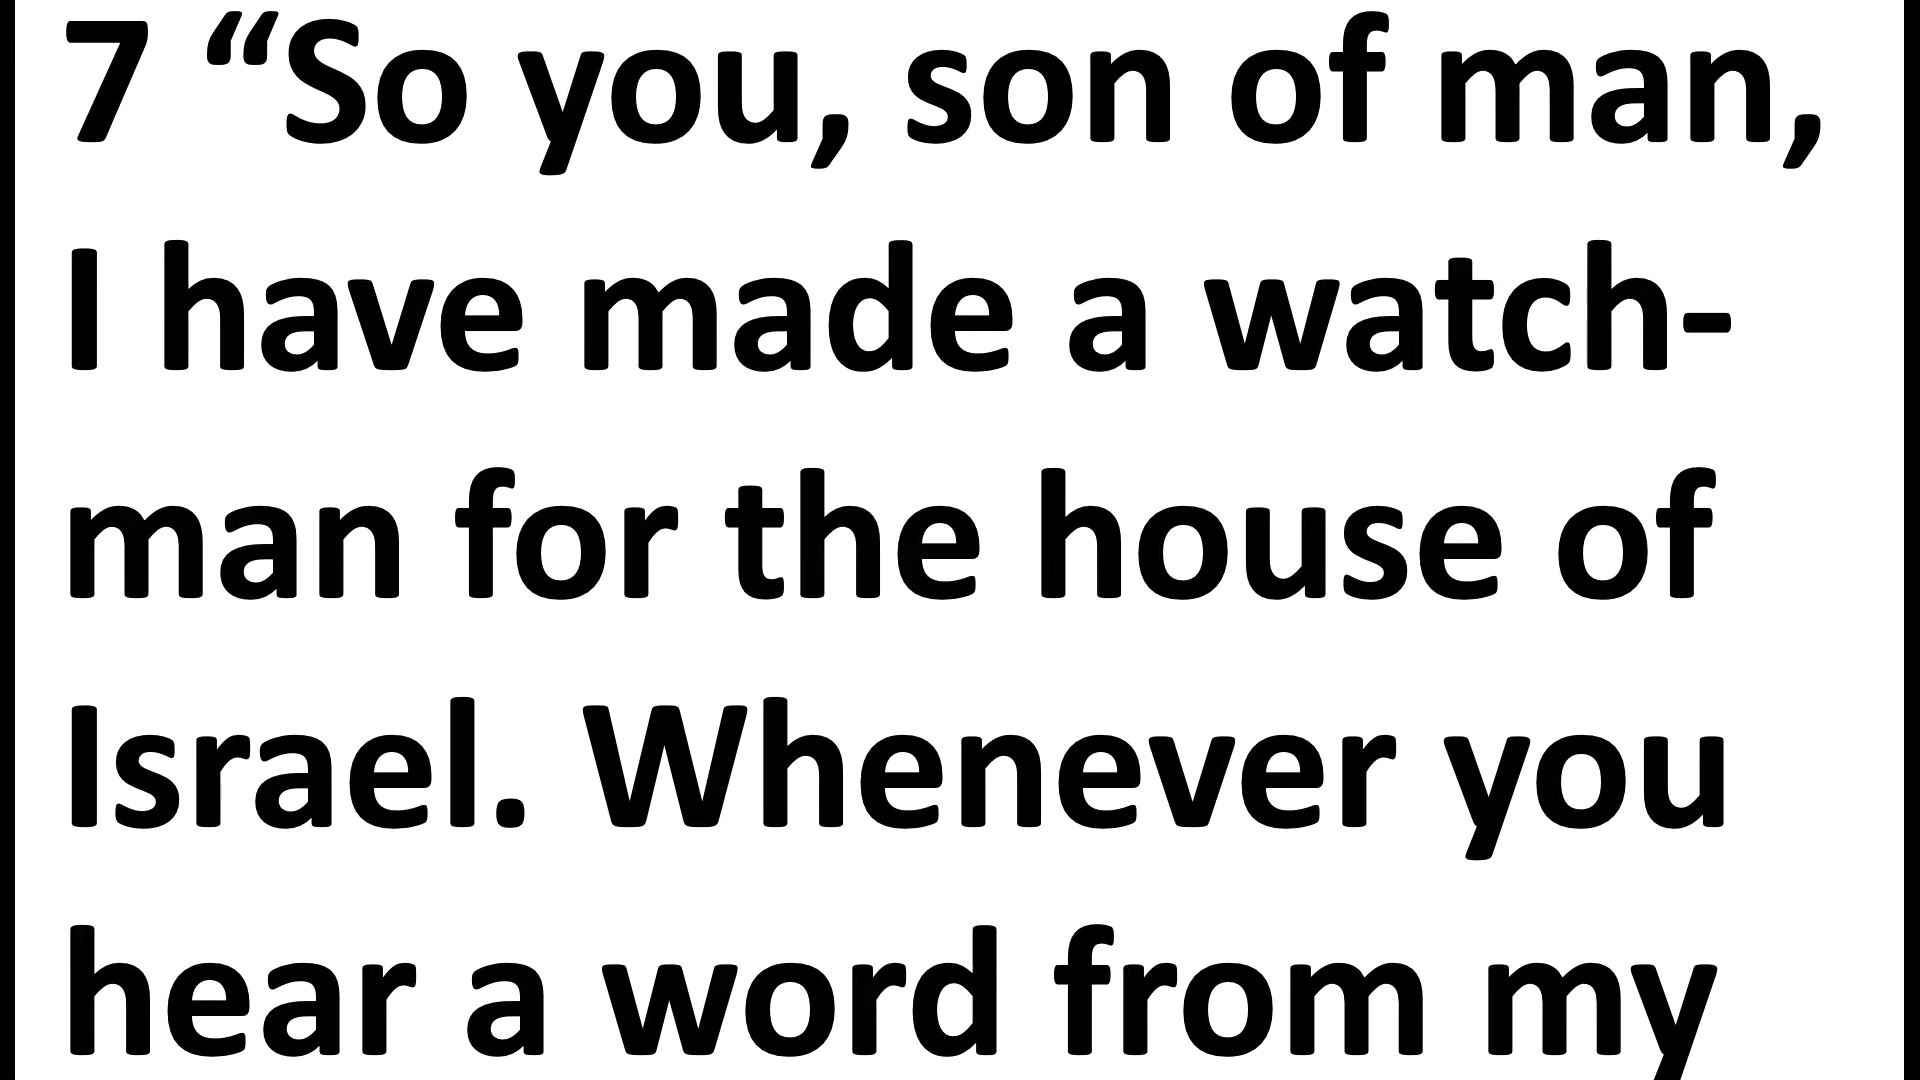 7 “So you, son of man,
I have made a watch-
man for the house of
Israel. Whenever you
hear a word from my